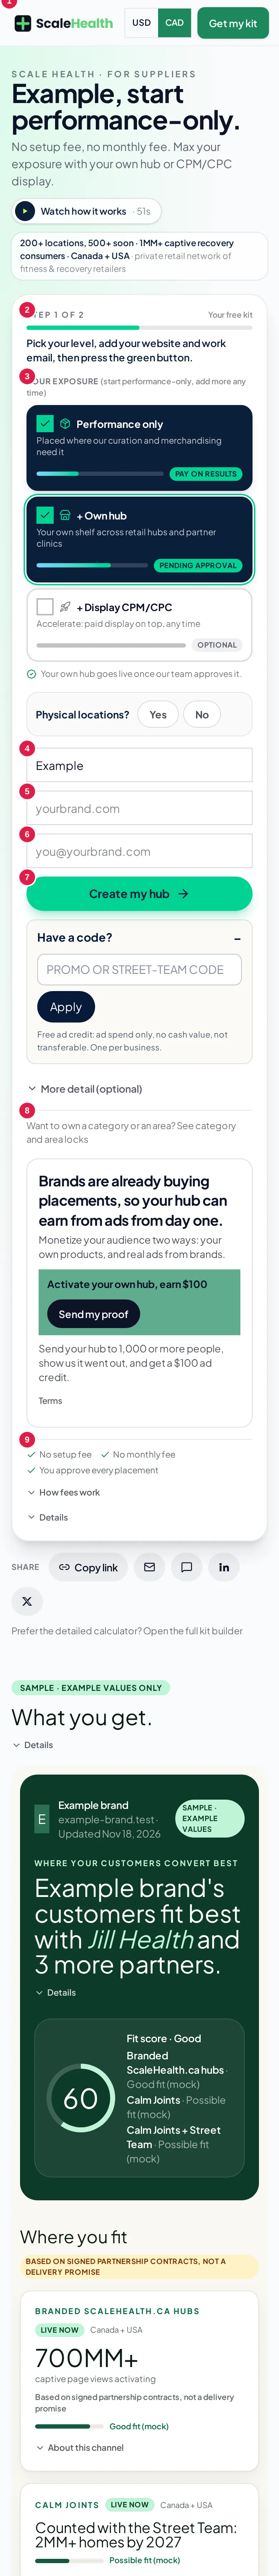 1
ScaleHealth
USD
CAD
Get my kit
SCALE HEALTH · FOR SUPPLIERS
Example, start
performance-only.
No setup fee, no monthly fee. Max your
exposure with your own hub or CPM/CPC
display.
Watch how it works · 51s
200+ locations, 500+ soon · 1MM+ captive recovery
consumers · Canada + USA · private retail network of
fitness & recovery retailers
2
TEP 1 OF 2
Your free kit
Pick your level, add your website and work
email, then press the green button.
3
OUR EXPOSURE (start performance-only, add more any
time)
Performance only
Placed where our curation and merchandising
need it
PAY ON RESULTS
+ Own hub
Your own shelf across retail hubs and partner
clinics
PENDING APPROVAL
+ Display CPM/CPC
Accelerate: paid display on top, any time
OPTIONAL
Your own hub goes live once our team approves it.
Physical locations?
Yes
No
4
Example
5
yourbrand.com
6
you@yourbrand.com
7
Create my hub →
Have a code?
–
PROMO OR STREET-TEAM CODE
Apply
Free ad credit: ad spend only, no cash value, not
transferable. One per business.
More detail (optional)
8
Want to own a category or an area? See category
and area locks
Brands are already buying
placements, so your hub can
earn from ads from day one.
Monetize your audience two ways: your
own products, and real ads from brands.
Activate your own hub, earn $100
Send my proof
Send your hub to 1,000 or more people,
show us it went out, and get a $100 ad
credit.
Terms
9
No setup fee
No monthly fee
You approve every placement
How fees work
Details
SHARE
Copy link
in
X
Prefer the detailed calculator? Open the full kit builder
SAMPLE · EXAMPLE VALUES ONLY
What you get.
Details
E
Example brand
example-brand.test ·
Updated Nov 18, 2026
SAMPLE ·
EXAMPLE
VALUES
WHERE YOUR CUSTOMERS CONVERT BEST
Example brand's
customers fit best
with Jill Health and
3 more partners.
Details
60
Fit score · Good
Branded
ScaleHealth.ca hubs ·
Good fit (mock)
Calm Joints · Possible
fit (mock)
Calm Joints + Street
Team · Possible fit
(mock)
Where you fit
BASED ON SIGNED PARTNERSHIP CONTRACTS, NOT A
DELIVERY PROMISE
BRANDED SCALEHEALTH.CA HUBS
LIVE NOW
Canada + USA
700MM+
captive page views activating
Based on signed partnership contracts, not a delivery
promise
Good fit (mock)
About this channel
CALM JOINTS
LIVE NOW
Canada + USA
Counted with the Street Team:
2MM+ homes by 2027
Possible fit (mock)